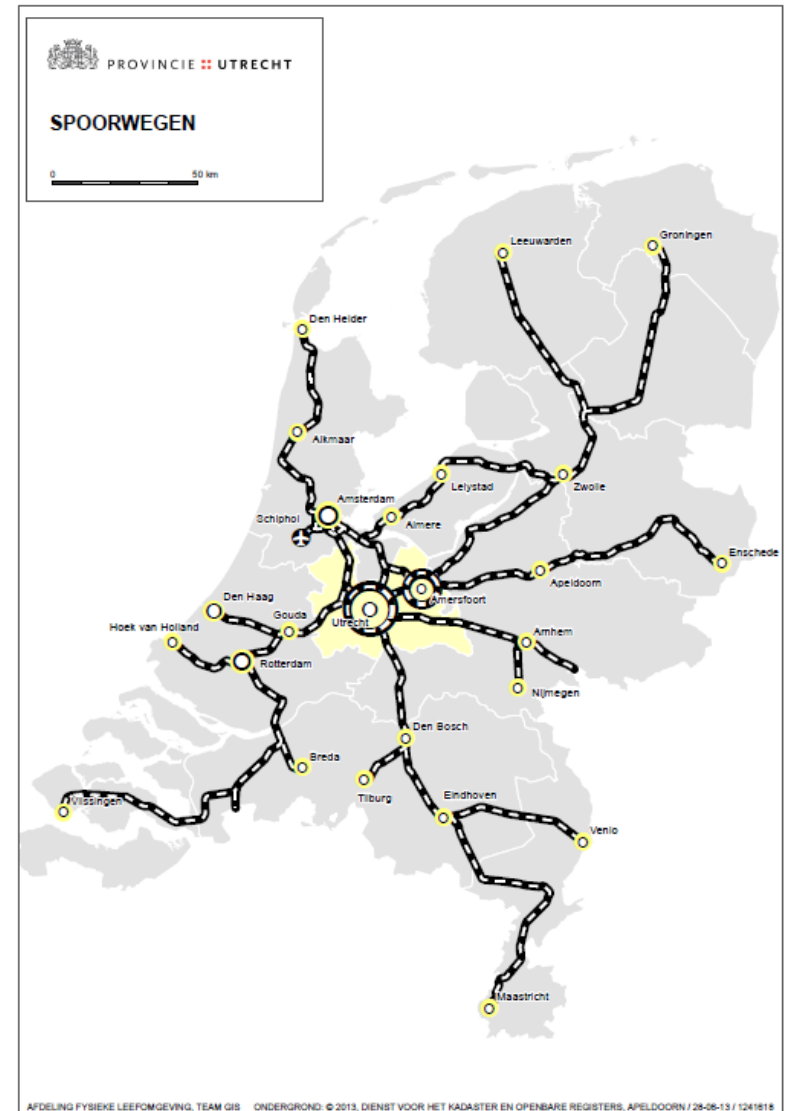 PROVINCIE :: UTRECHT
SPOORWEGEN
0 50 km
Groningen
Leeuwarden
Den Helder
Alkmaar
Lelystad
Zwolle
Amsterdam
Schiphol
Almere
Enschede
Apeldoorn
Den Haag
Amersfoort
Gouda
Utrecht
Hoek van Holland
Arnhem
Rotterdam
Nijmegen
Den Bosch
Breda
Tilburg
Eindhoven
Vlissingen
Venlo
Maastricht
AFDELING FYSIEKE LEEFOMGEVING, TEAM GIS ONDERGROND: © 2013, DIENST VOOR HET KADASTER EN OPENBARE REGISTERS, APELDOORN / 28-06-13 / 1241618